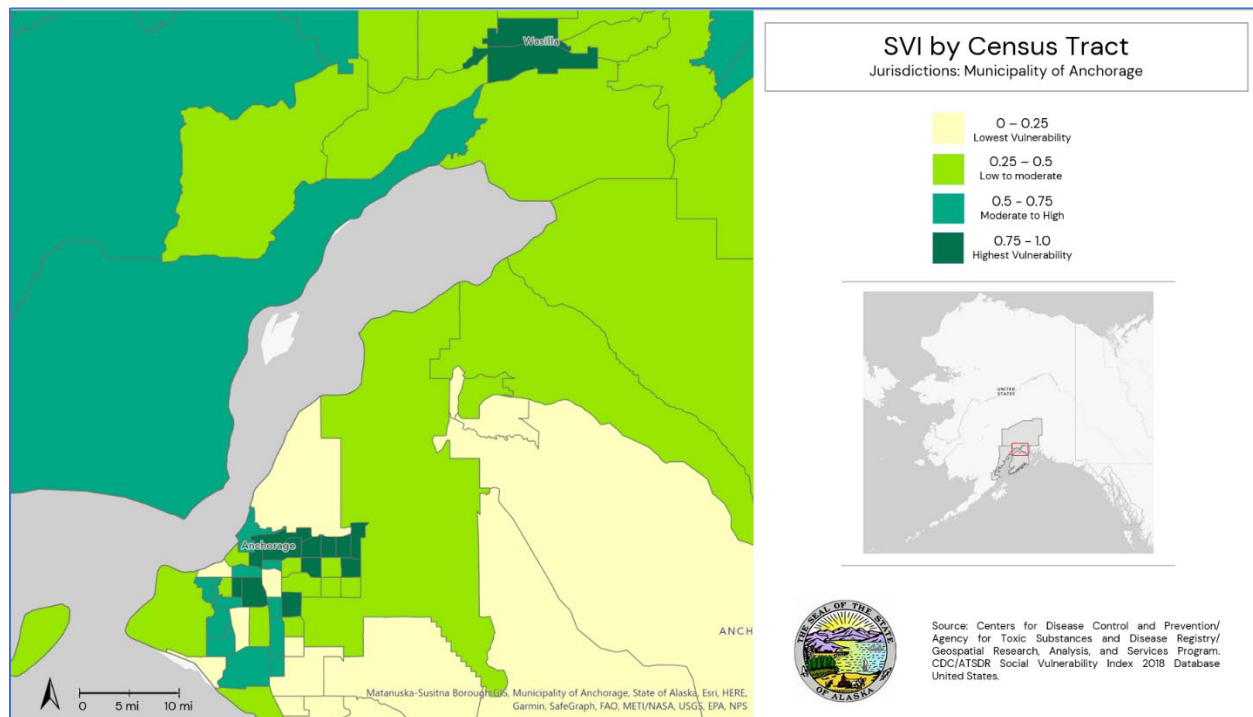 Wasilla
Anchorage
ANCH
0 5 mi 10 mi
Matanuska-Susitna Borough GIS, Municipality of Anchorage, State of Alaska, Esri, HERE,
Garmin, SafeGraph, FAO, METI/NASA, USGS, EPA, NPS
SVI by Census Tract
Jurisdictions: Municipality of Anchorage
0 – 0.25
Lowest Vulnerability
0.25 – 0.5
Low to moderate
0.5 - 0.75
Moderate to High
0.75 - 1.0
Highest Vulnerability
UNITED
STATES
THE SEAL OF THE STATE
OF ALASKA
Source: Centers for Disease Control and Prevention/
Agency for Toxic Substances and Disease Registry/
Geospatial Research, Analysis, and Services Program.
CDC/ATSDR Social Vulnerability Index 2018 Database
United States.